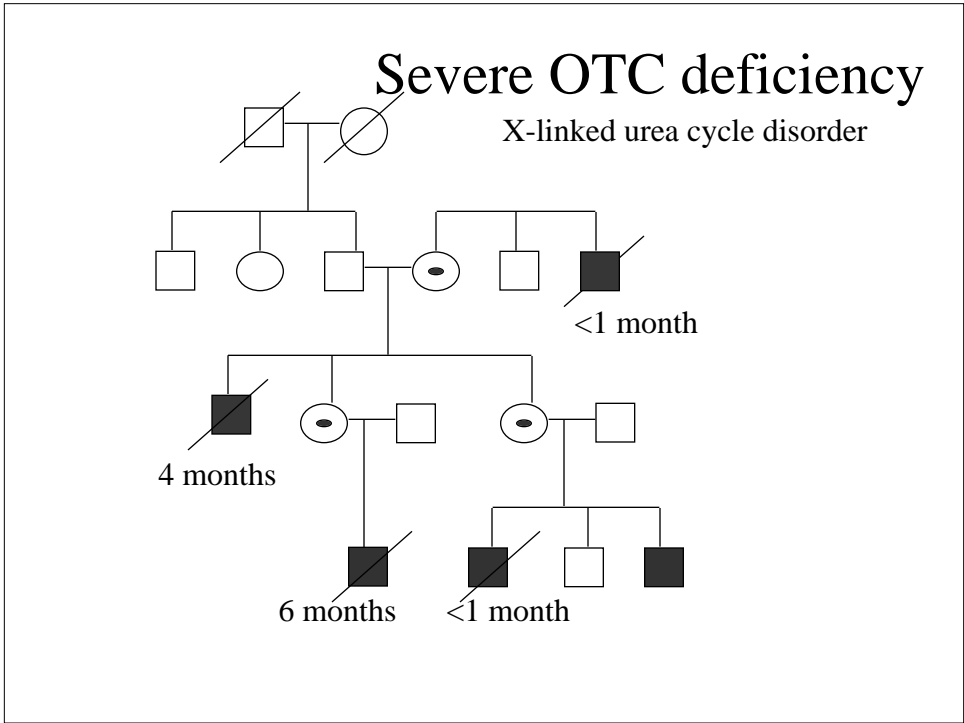 Severe OTC deficiency
X-linked urea cycle disorder
<1 month
4 months
6 months
<1 month